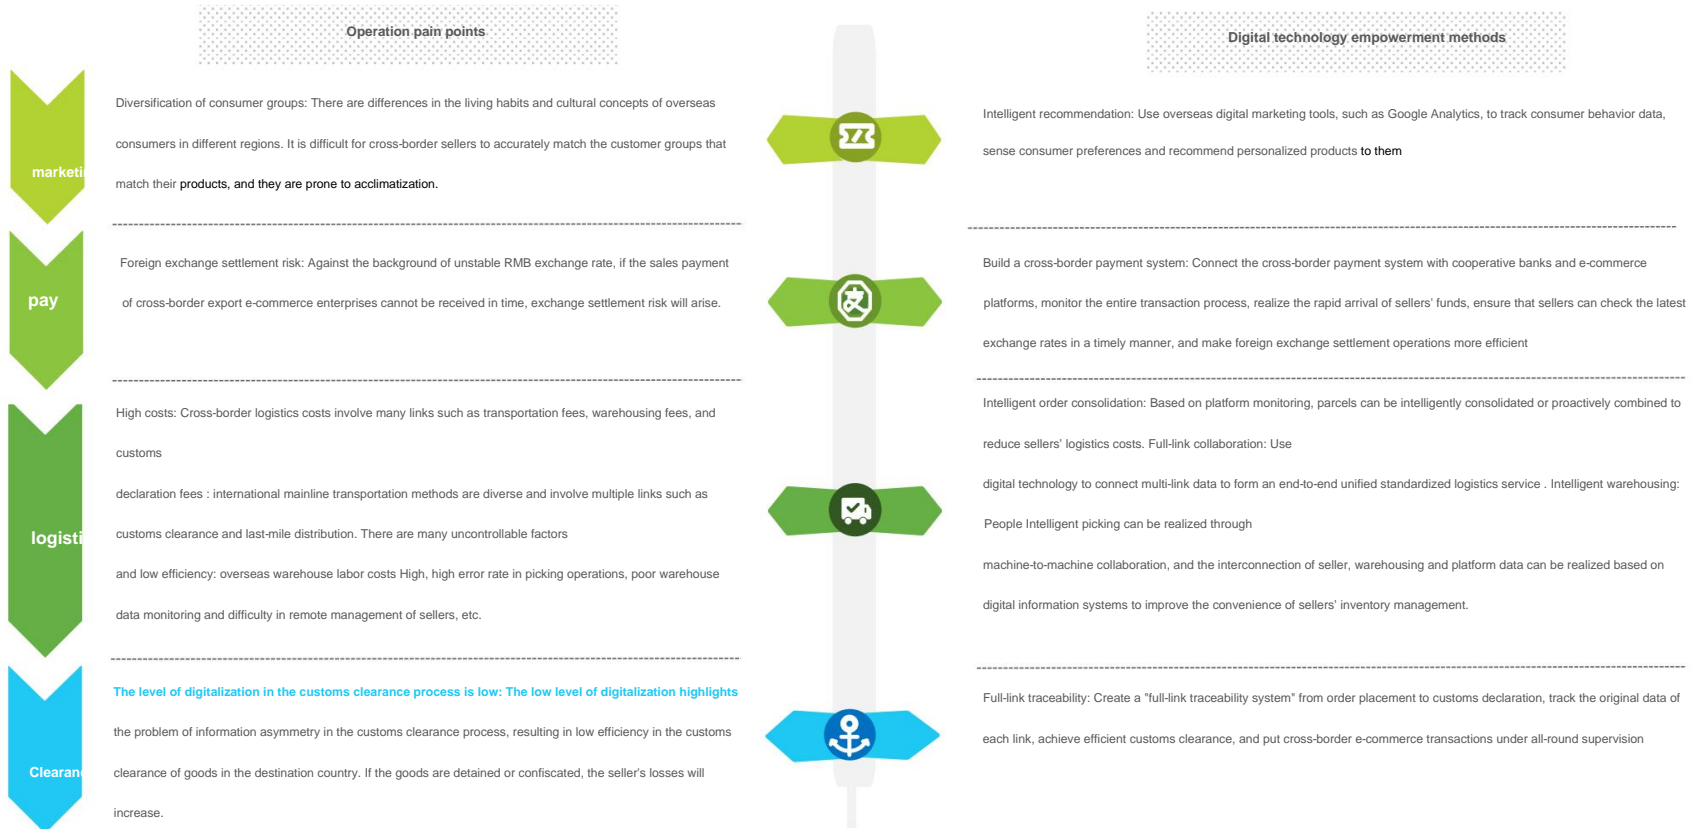 Operation pain points
Digital technology empowerment methods
marketi
Diversification of consumer groups: There are differences in the living habits and cultural concepts of overseas
consumers in different regions. It is difficult for cross-border sellers to accurately match the customer groups that
match their products, and they are prone to acclimatization.
Intelligent recommendation: Use overseas digital marketing tools, such as Google Analytics, to track consumer behavior data,
sense consumer preferences and recommend personalized products to them
pay
Foreign exchange settlement risk: Against the background of unstable RMB exchange rate, if the sales payment
of cross-border export e-commerce enterprises cannot be received in time, exchange settlement risk will arise.
Build a cross-border payment system: Connect the cross-border payment system with cooperative banks and e-commerce
platforms, monitor the entire transaction process, realize the rapid arrival of sellers' funds, ensure that sellers can check the latest
exchange rates in a timely manner, and make foreign exchange settlement operations more efficient
logisti
High costs: Cross-border logistics costs involve many links such as transportation fees, warehousing fees, and
customs
declaration fees : international mainline transportation methods are diverse and involve multiple links such as
customs clearance and last-mile distribution. There are many uncontrollable factors
and low efficiency: overseas warehouse labor costs High, high error rate in picking operations, poor warehouse
data monitoring and difficulty in remote management of sellers, etc.
Intelligent order consolidation: Based on platform monitoring, parcels can be intelligently consolidated or proactively combined to
reduce sellers' logistics costs. Full-link collaboration: Use
digital technology to connect multi-link data to form an end-to-end unified standardized logistics service . Intelligent warehousing:
People Intelligent picking can be realized through
machine-to-machine collaboration, and the interconnection of seller, warehousing and platform data can be realized based on
digital information systems to improve the convenience of sellers' inventory management.
Clearan
The level of digitalization in the customs clearance process is low: The low level of digitalization highlights
the problem of information asymmetry in the customs clearance process, resulting in low efficiency in the customs
clearance of goods in the destination country. If the goods are detained or confiscated, the seller's losses will
increase.
Full-link traceability: Create a "full-link traceability system" from order placement to customs declaration, track the original data of
each link, achieve efficient customs clearance, and put cross-border e-commerce transactions under all-round supervision